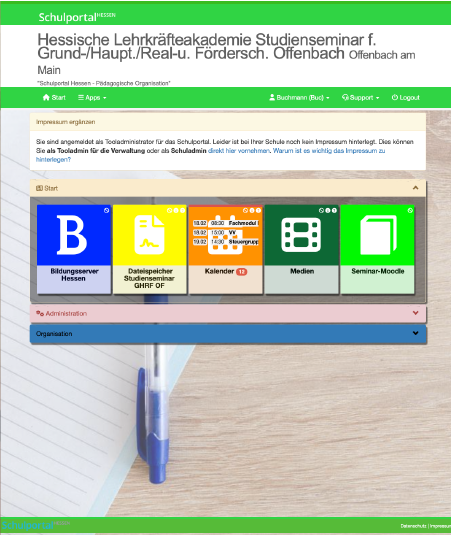 Schulportal HESSEN
Hessische Lehrkräfteakademie Studienseminar f.
Grund-/Haupt./Real-u. Fördersch. Offenbach Offenbach am
Main
"Schulportal Hessen - Pädagogische Organisation"
Start Apps Buchmann (Buc) Support Logout
Impressum ergänzen
Sie sind angemeldet als Tooladministrator für das Schulportal. Leider ist bei Ihrer Schule noch kein Impressum hinterlegt. Dies können
Sie als Tooladmin für die Verwaltung oder als Schuladmin direkt hier vornehmen. Warum ist es wichtig das Impressum zu
hinterlegen?
Start
18.02 08:30 Fachmodul
18.02 15:00 VV
19.02 14:30 Steuergrupp
B
Bildungsserver
Hessen
Dateispeicher
Studienseminar
GHRF OF
Kalender 12
Medien
Seminar-Moodle
Administration
Organisation
Datenschutz | Impressum